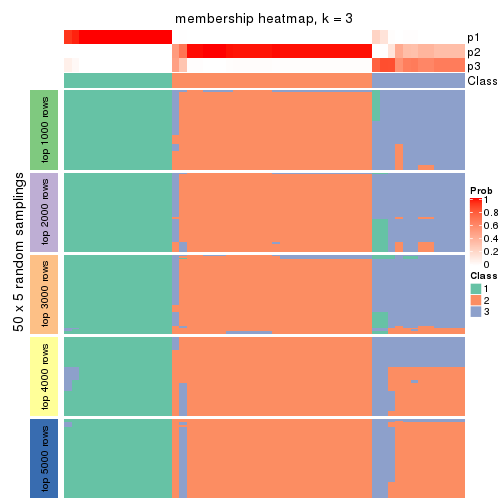 membership heatmap, k = 3
p1
p2
p3
Class
50 x 5 random samplings
top 1000 rows
top 2000 rows
top 3000 rows
top 4000 rows
top 5000 rows
Prob
1
0.8
0.6
0.4
0.2
0
Class
1
2
3